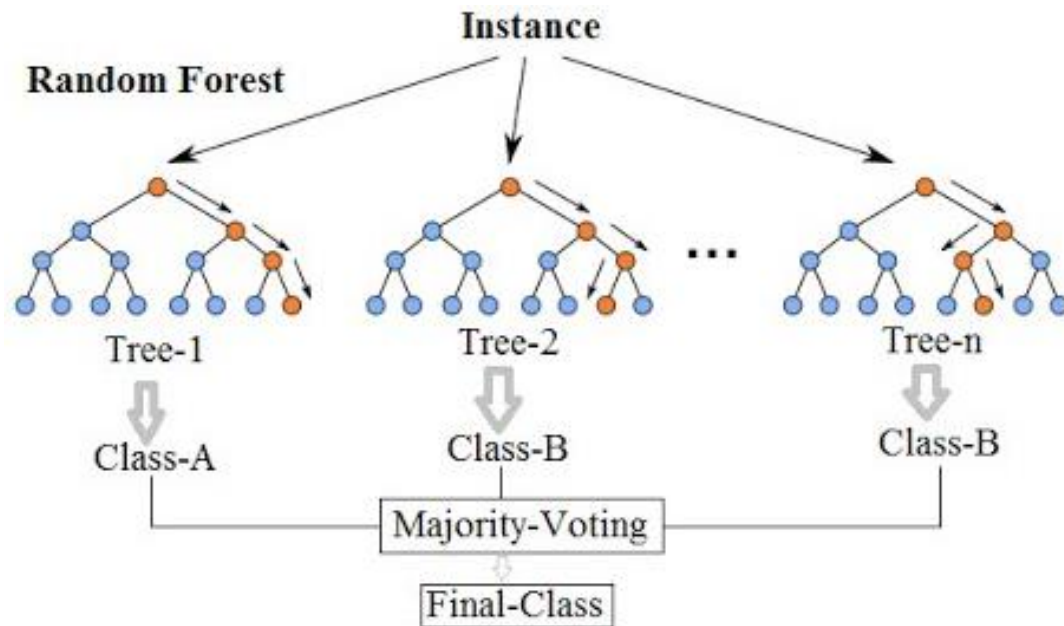 Instance
Random Forest
...
Tree-1
Tree-2
Tree-n
Class-A
Class-B
Class-B
Majority-Voting
Final-Class